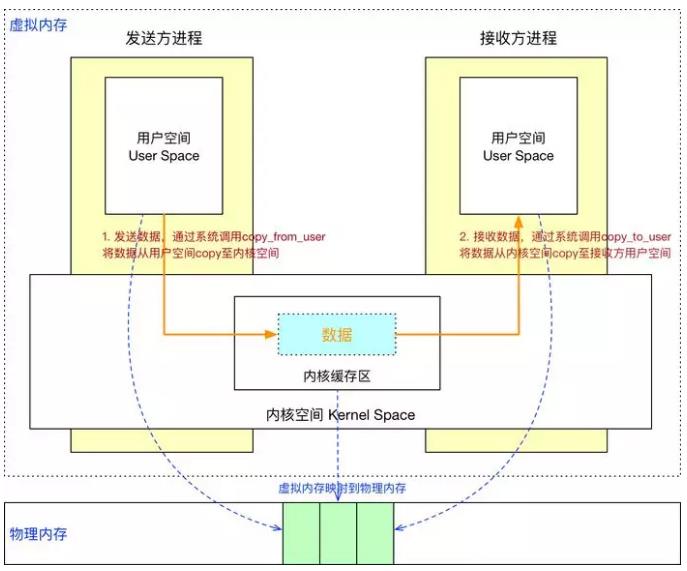 虚拟内存
发送方进程
接收方进程
用户空间
User Space
用户空间
User Space
1. 发送数据，通过系统调用copy_from_user
将数据从用户空间copy至内核空间
2. 接收数据，通过系统调用copy_to_user
将数据从内核空间copy至接收方用户空间
数据
内核缓存区
内核空间 Kernel Space
虚拟内存映射到物理内存
物理内存